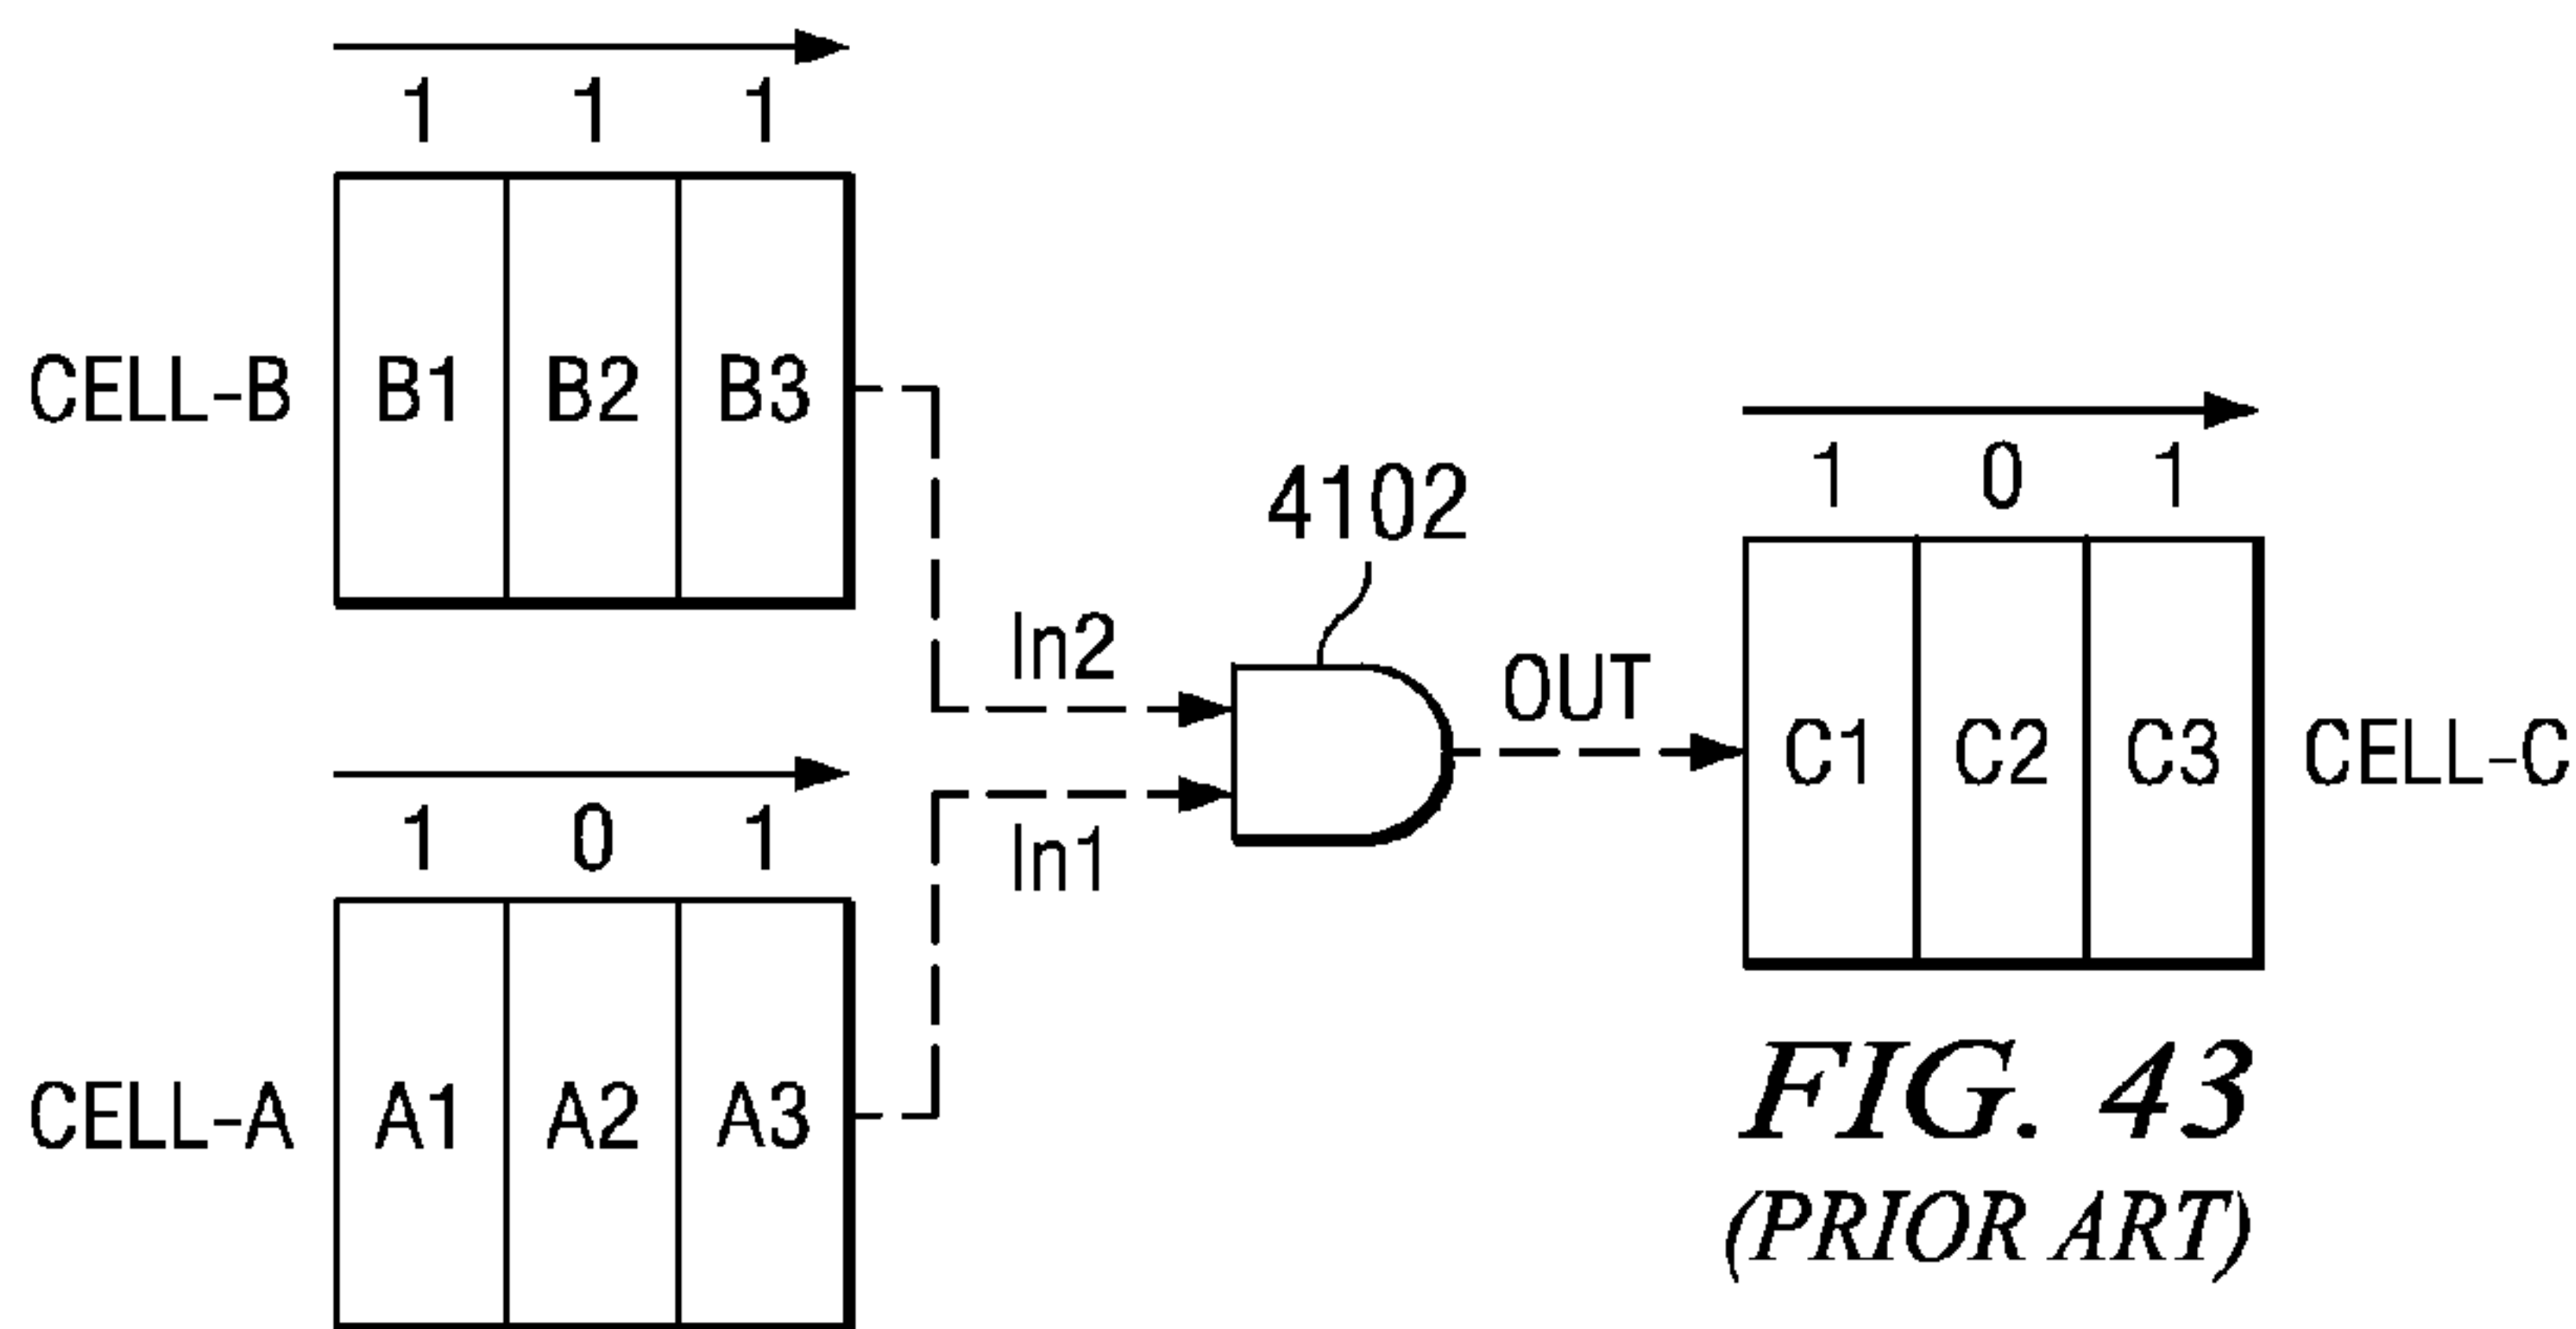 1 1 1
CELL-B B1 B2 B3
1 0 1
4102
In2
OUT
C1 C2 C3 CELL-C
1 0 1
In1
CELL-A A1 A2 A3
FIG. 43
(PRIOR ART)